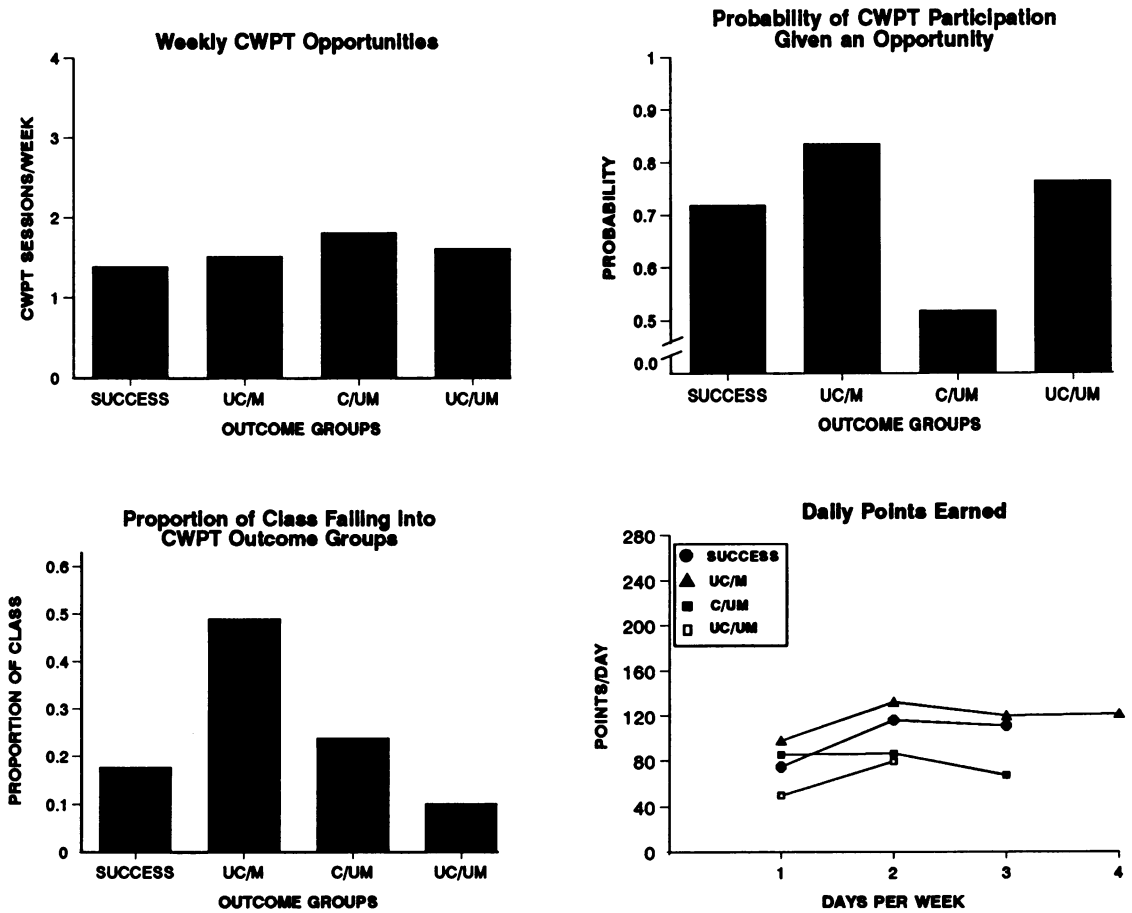 Weekly CWPT Opportunities
CWPT SESSIONS/WEEK
4
3
2
1
0
SUCCESS UC/M C/UM UC/UM
OUTCOME GROUPS
Probability of CWPT Participation
Given an Opportunity
PROBABILITY
1
0.9
0.8
0.7
0.6
0.5
0.0
SUCCESS UC/M C/UM UC/UM
OUTCOME GROUPS
Proportion of Class Falling Into
CWPT Outcome Groups
PROPORTION OF CLASS
0.6
0.5
0.4
0.3
0.2
0.1
0
SUCCESS UC/M C/UM UC/UM
OUTCOME GROUPS
Daily Points Earned
POINTS/DAY
280
240
200
160
120
80
40
0
SUCCESS
UC/M
C/UM
UC/UM
1 2 3 4
DAYS PER WEEK